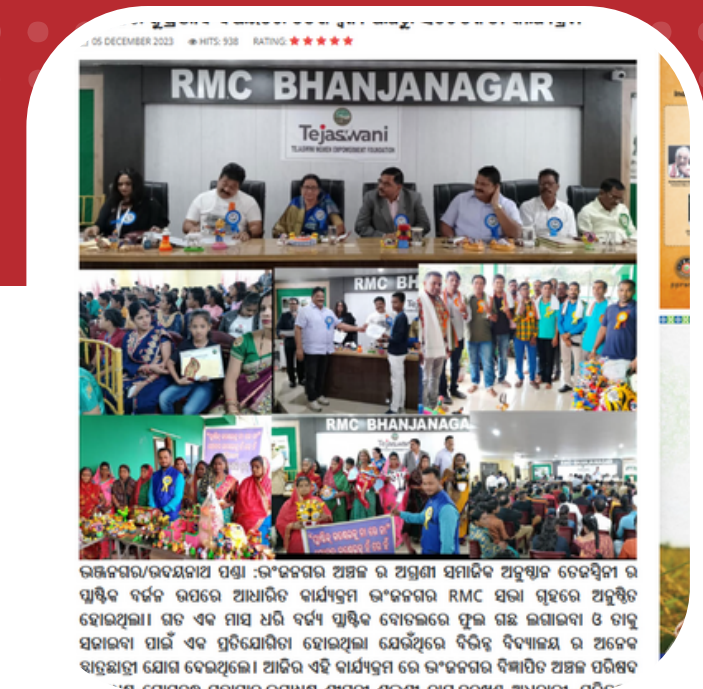 05 DECEMBER 2023 HITS: 938 RATING:
RMC BHANJANAGAR
Tejaswani
TEJASWINI WOMEN EMPOWERMENT FOUNDATION
RMC BH
RMC BHANJANAGA
Tejaswani
RMC BHANJANAGAR
ଭଞ୍ଜନଗର/ଉଦୟନାଥ ପଣ୍ଡା :ଭଂଜନଗର ଅଞ୍ଚଳ ର ଅଗ୍ରଣୀ ସାମାଜିକ ଅନୁଷ୍ଠାନ ତେଜସ୍ଵିନୀ ର
ପ୍ଲାଷ୍ଟିକ ବର୍ଜନ ଉପରେ ଆଧାରିତ କାର୍ଯ୍ୟକ୍ରମ ଭଂଜନଗର RMC ସଭା ଗୃହରେ ଅନୁଷ୍ଠିତ
ହୋଇଥିଲା। ଗତ ଏକ ମାସ ଧରି ବର୍ଜ୍ୟ ପ୍ଲାଷ୍ଟିକ ବୋତଲରେ ଫୁଲ ଗଛ ଲଗାଇବା ଓ ତାକୁ
ସଜାଇବା ପାଇଁ ଏକ ପ୍ରତିଯୋଗିତା ହୋଇଥିଲା ଯେଉଁଥିରେ ବିଭିନ୍ନ ବିଦ୍ୟାଳୟ ର ଅନେକ
ଛାତ୍ରଛାତ୍ରୀ ଯୋଗ ଦେଇଥିଲେ। ଆଜିର ଏହି କାର୍ଯ୍ୟକ୍ରମ ରେ ଭଂଜନଗର ବିଜ୍ଞାପିତ ଅଞ୍ଚଳ ପରିଷଦ